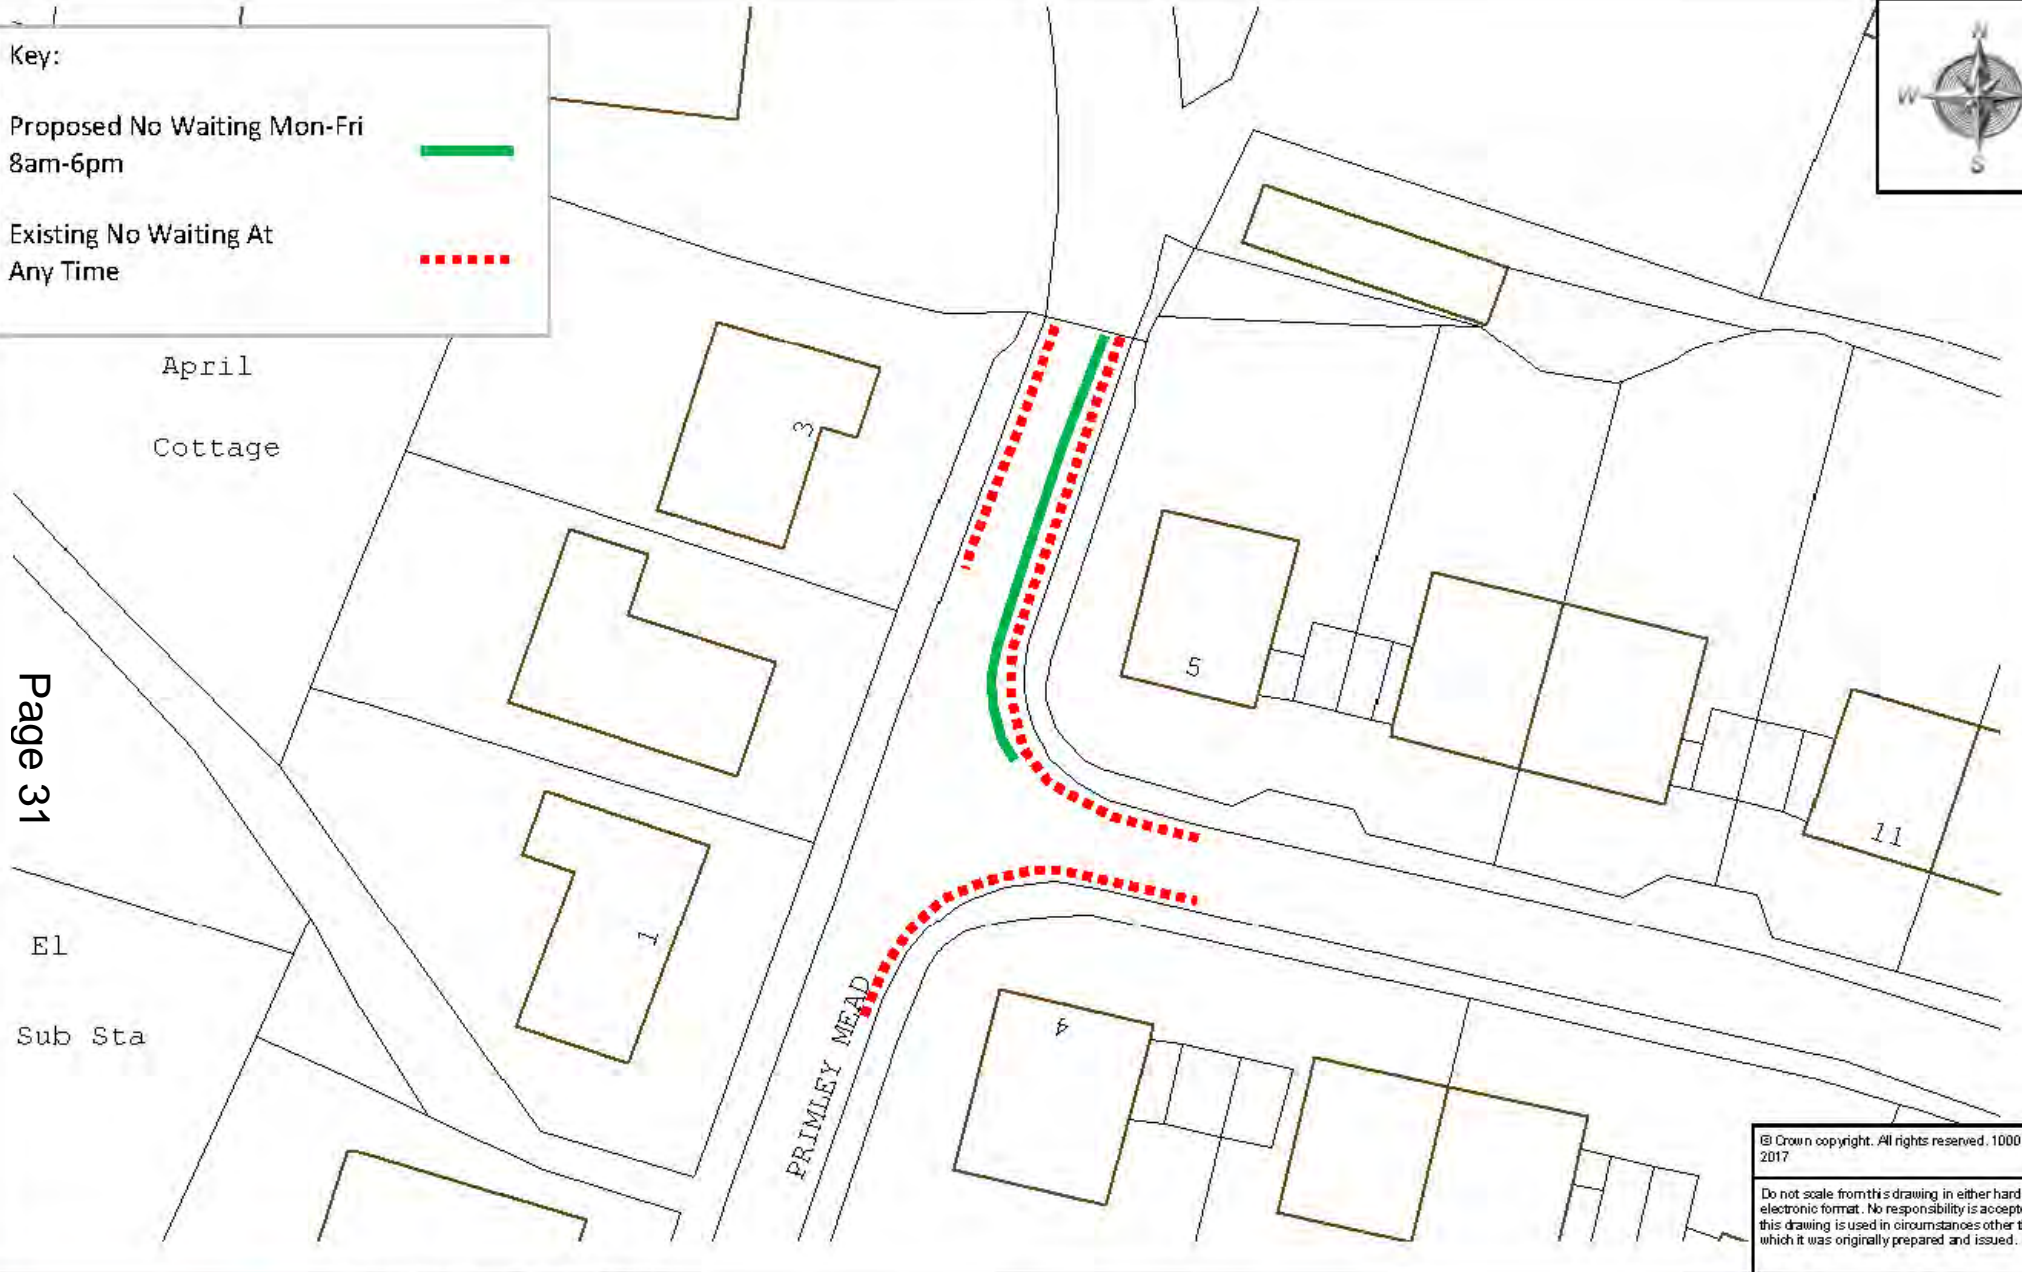 Key:
Proposed No Waiting Mon-Fri
8am-6pm
Existing No Waiting At
Any Time
N
W
S
April
Cottage
3
5
11
1
El
Sub Sta
4
PRIMLEY MEAD
Page 31
© Crown copyright. All rights reserved. 1000
2017
Do not scale from this drawing in either hard
electronic format. No responsibility is accept
this drawing is used in circumstances other t
which it was originally prepared and issued.